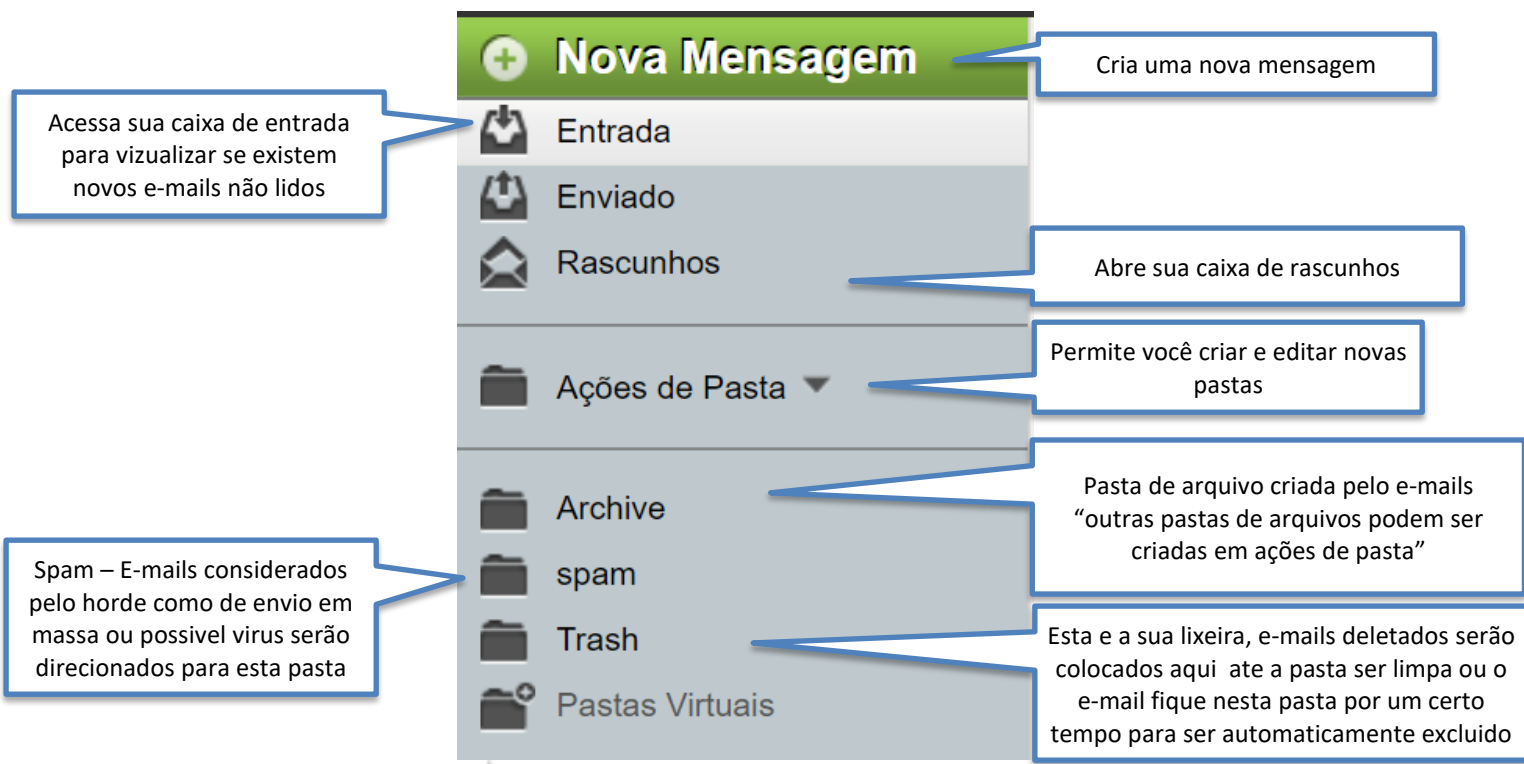 Nova Mensagem
Cria uma nova mensagem
Acessa sua caixa de entrada
para vizualizar se existem
novos e-mails não lidos
Entrada
Enviado
Rascunhos
Abre sua caixa de rascunhos
Ações de Pasta
Permite você criar e editar novas
pastas
Archive
Pasta de arquivo criada pelo e-mails
“outras pastas de arquivos podem ser
criadas em ações de pasta”
spam
Spam – E-mails considerados
pelo horde como de envio em
massa ou possivel virus serão
direcionados para esta pasta
Trash
Esta e a sua lixeira, e-mails deletados serão
colocados aqui ate a pasta ser limpa ou o
e-mail fique nesta pasta por um certo
tempo para ser automaticamente excluido
Pastas Virtuais